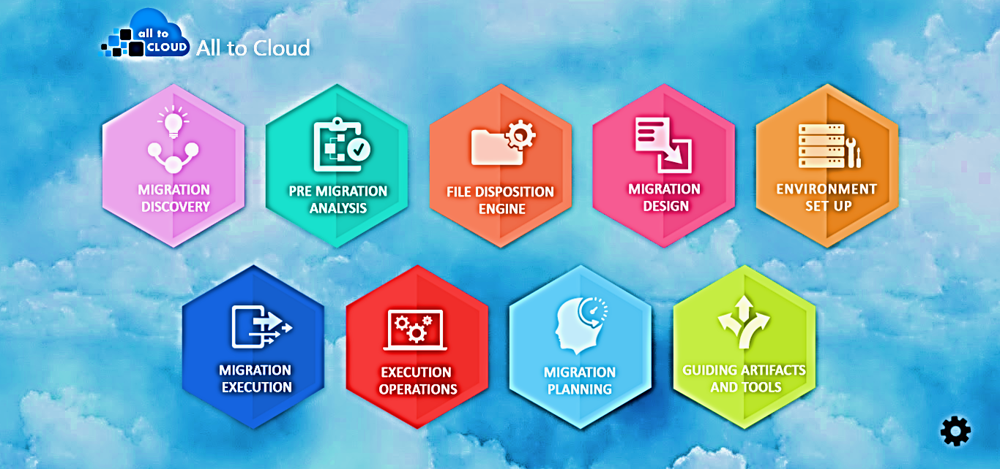 all to
CLOUD
All to Cloud
MIGRATION
DISCOVERY
PRE MIGRATION
ANALYSIS
FILE DISPOSITION
ENGINE
MIGRATION
DESIGN
ENVIRONMENT
SET UP
MIGRATION
EXECUTION
EXECUTION
OPERATIONS
MIGRATION
PLANNING
GUIDING ARTIFACTS
AND TOOLS